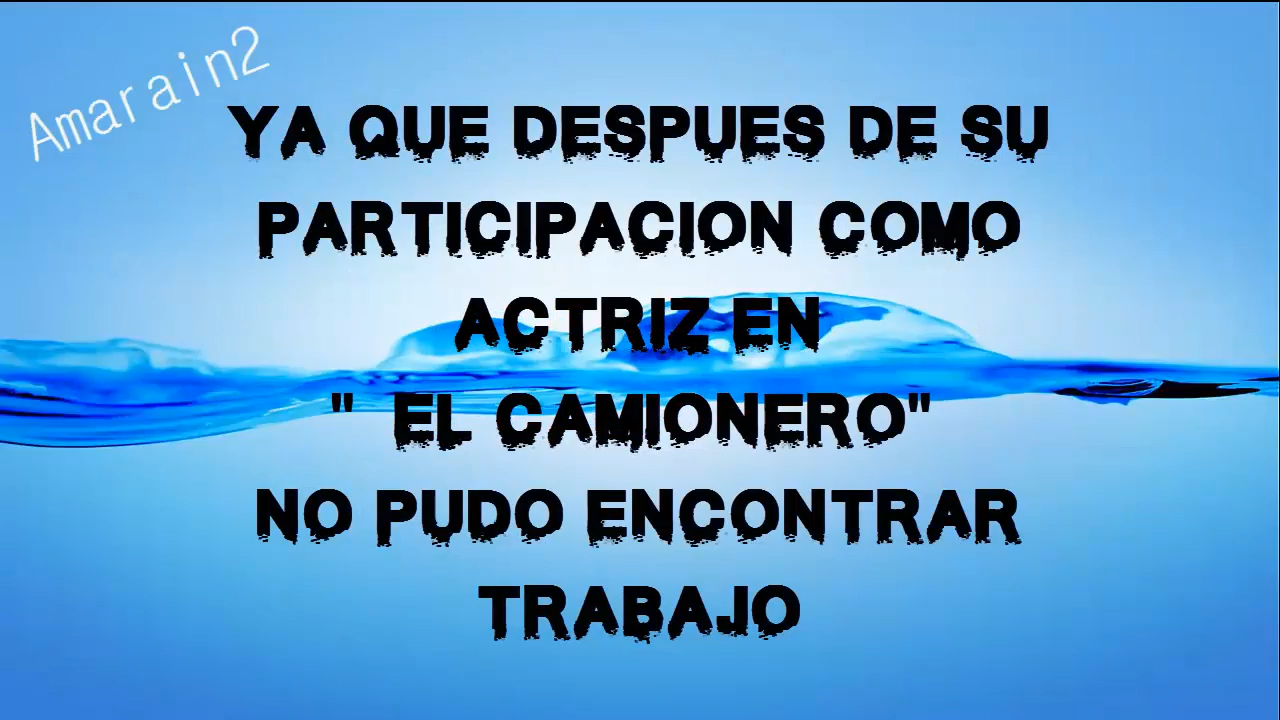 Amarain2
YA QUE DESPUES DE SU
PARTICIPACION COMO
ACTRIZ EN
" EL CAMIONERO"
NO PUDO ENCONTRAR
TRABAJO